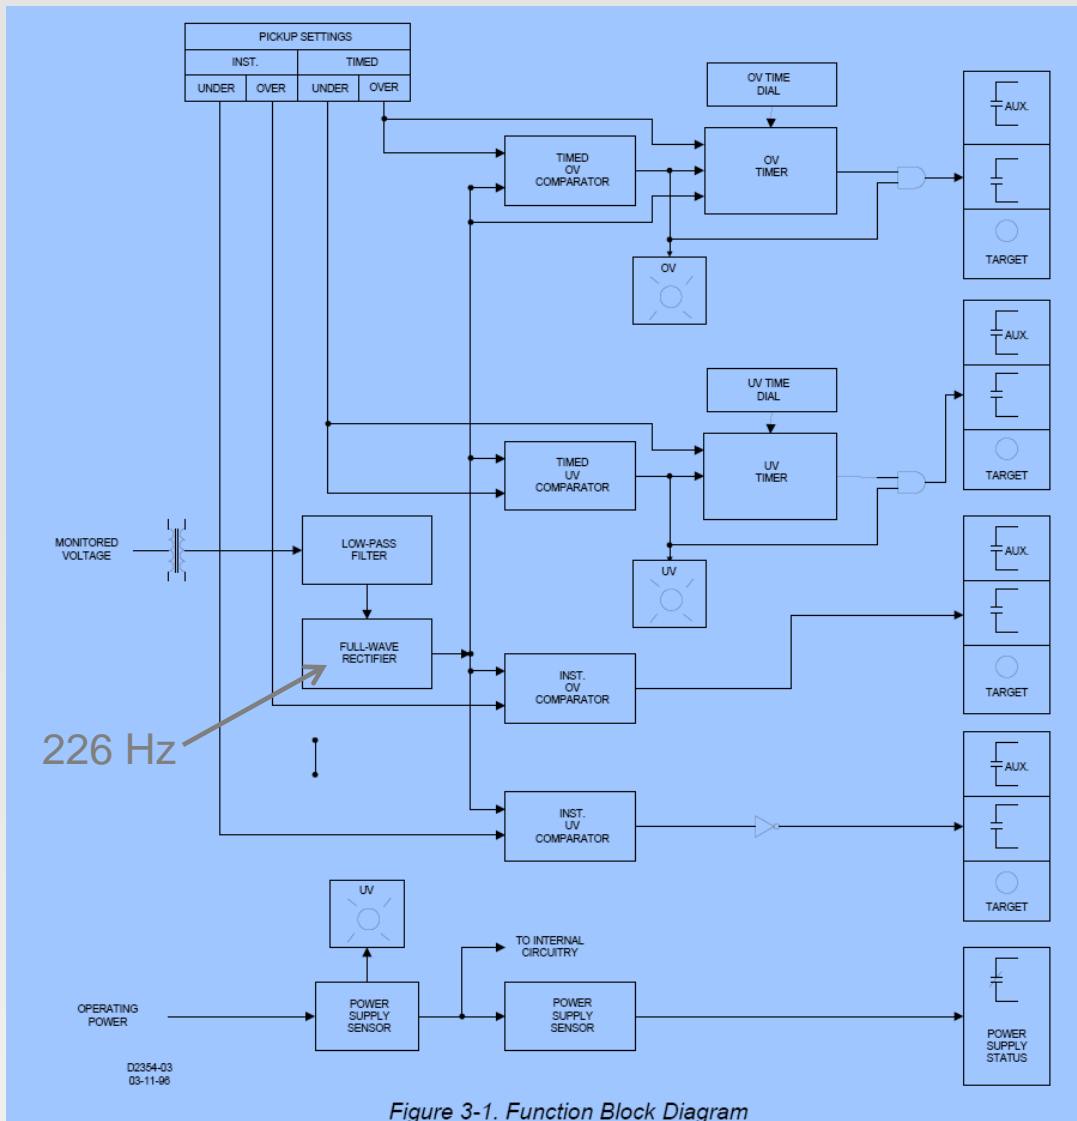 PICKUP SETTINGS
INST. TIMED
UNDER OVER UNDER OVER
OV TIME
DIAL
TIMED
OV
COMPARATOR
OV
TIMER
AUX.
TARGET
OV
UV TIME
DIAL
TIMED
UV
COMPARATOR
UV
TIMER
AUX.
TARGET
UV
MONITORED
VOLTAGE
LOW-PASS
FILTER
FULL-WAVE
RECTIFIER
226 Hz
INST.
OV
COMPARATOR
AUX.
TARGET
INST.
UV
COMPARATOR
AUX.
TARGET
UV
TO INTERNAL
CIRCUITRY
OPERATING
POWER
POWER
SUPPLY
SENSOR
POWER
SUPPLY
SENSOR
POWER
SUPPLY
STATUS
D2354-03
03-11-96
Figure 3-1. Function Block Diagram